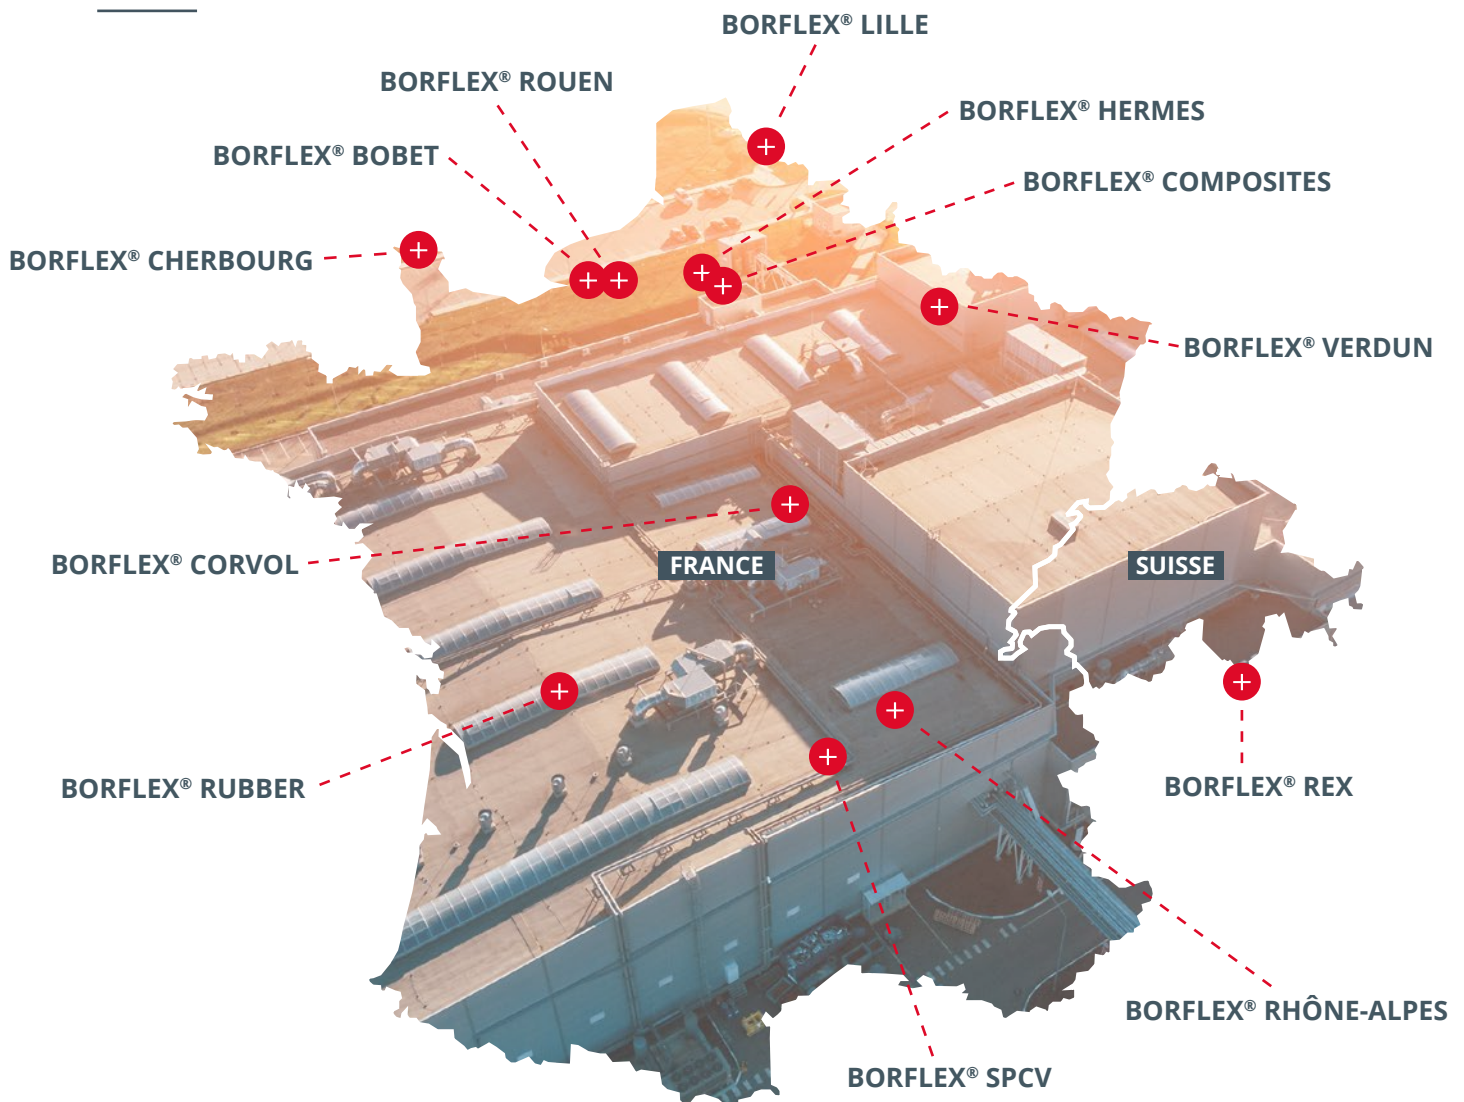 BORFLEX® LILLE
BORFLEX® ROUEN
BORFLEX® HERMES
BORFLEX® BOBET
BORFLEX® COMPOSITES
BORFLEX® CHERBOURG
BORFLEX® VERDUN
BORFLEX® CORVOL
FRANCE
SUISSE
BORFLEX® RUBBER
BORFLEX® REX
BORFLEX® RHÔNE-ALPES
BORFLEX® SPCV